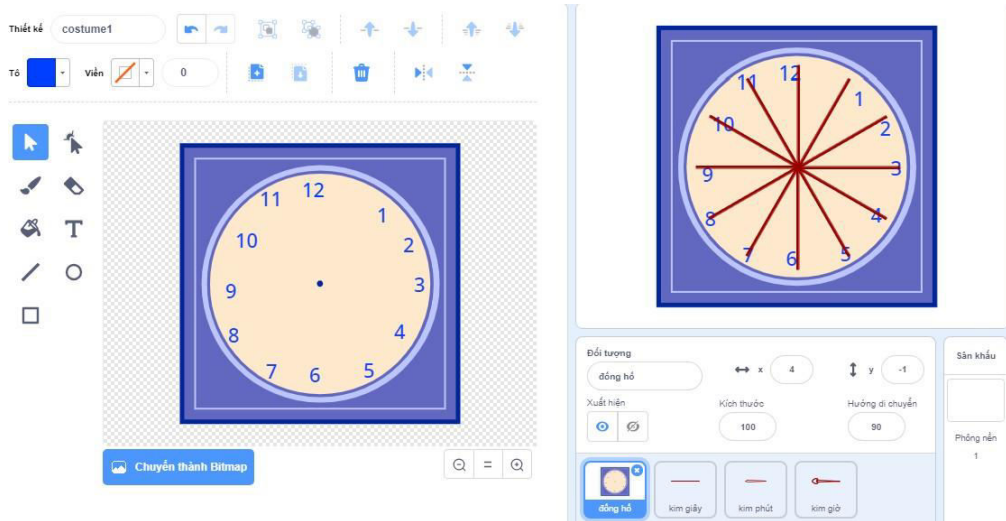 Thiết kế costume1
Tô Viền 0
12
11 1
10 2
9 3
8 4
7 6 5
Chuyển thành Bitmap
12
11 1
10 2
9 3
8 4
7 6 5
Đối tượng
đồng hồ x 4 y -1
Xuất hiện Kích thước Hướng di chuyển
100 90
đồng hồ kim giây kim phút kim giờ
Sân khấu
Phông nền
1